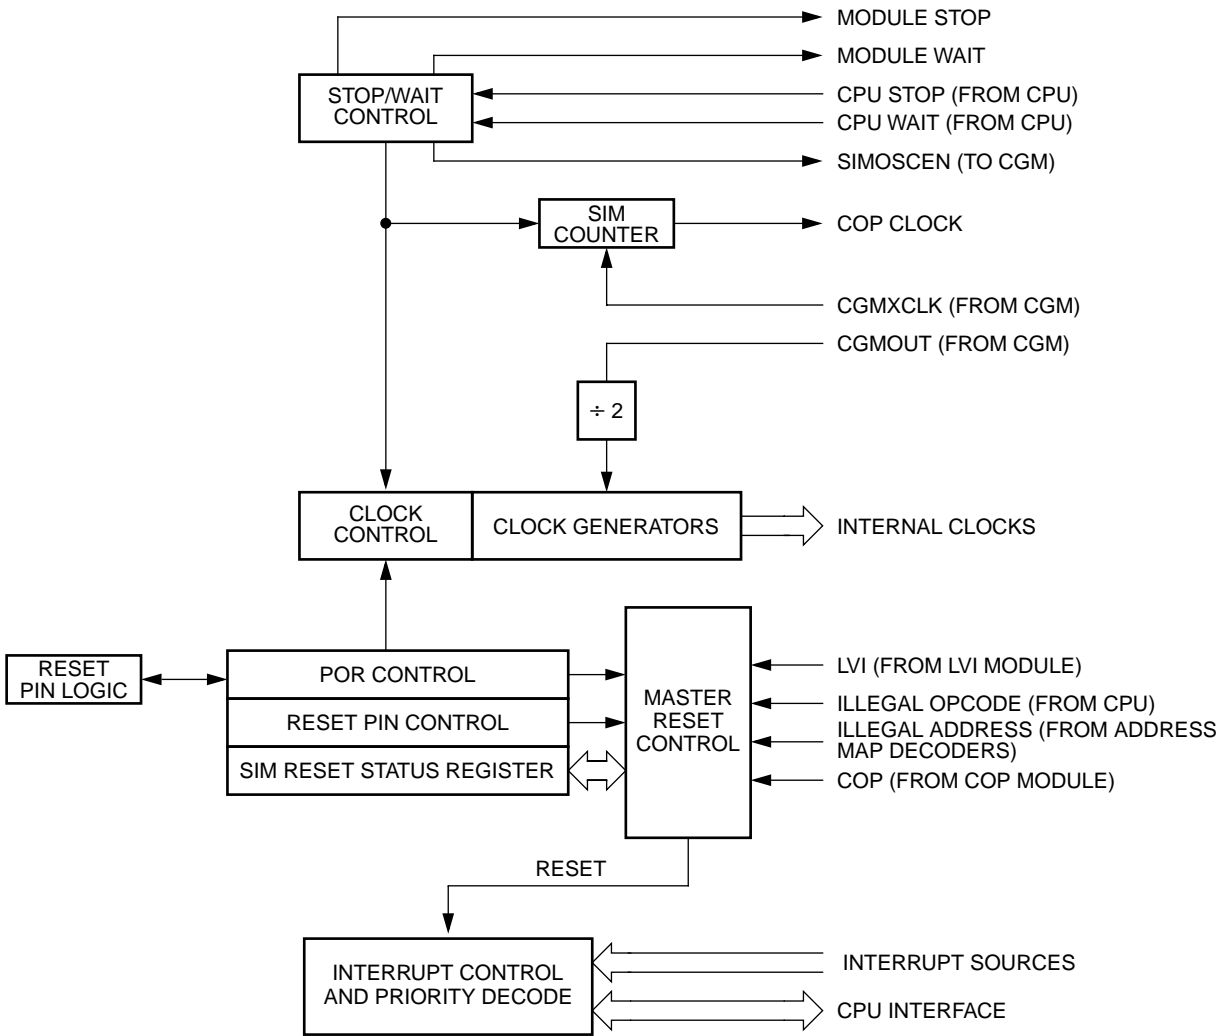 MODULE STOP
MODULE WAIT
STOP/WAIT
CONTROL
CPU STOP (FROM CPU)
CPU WAIT (FROM CPU)
SIMOSCEN (TO CGM)
SIM
COUNTER
COP CLOCK
CGMXCLK (FROM CGM)
CGMOUT (FROM CGM)
÷ 2
CLOCK
CONTROL
CLOCK GENERATORS
INTERNAL CLOCKS
RESET
PIN LOGIC
POR CONTROL
RESET PIN CONTROL
SIM RESET STATUS REGISTER
MASTER
RESET
CONTROL
LVI (FROM LVI MODULE)
ILLEGAL OPCODE (FROM CPU)
ILLEGAL ADDRESS (FROM ADDRESS
MAP DECODERS)
COP (FROM COP MODULE)
RESET
INTERRUPT CONTROL
AND PRIORITY DECODE
INTERRUPT SOURCES
CPU INTERFACE